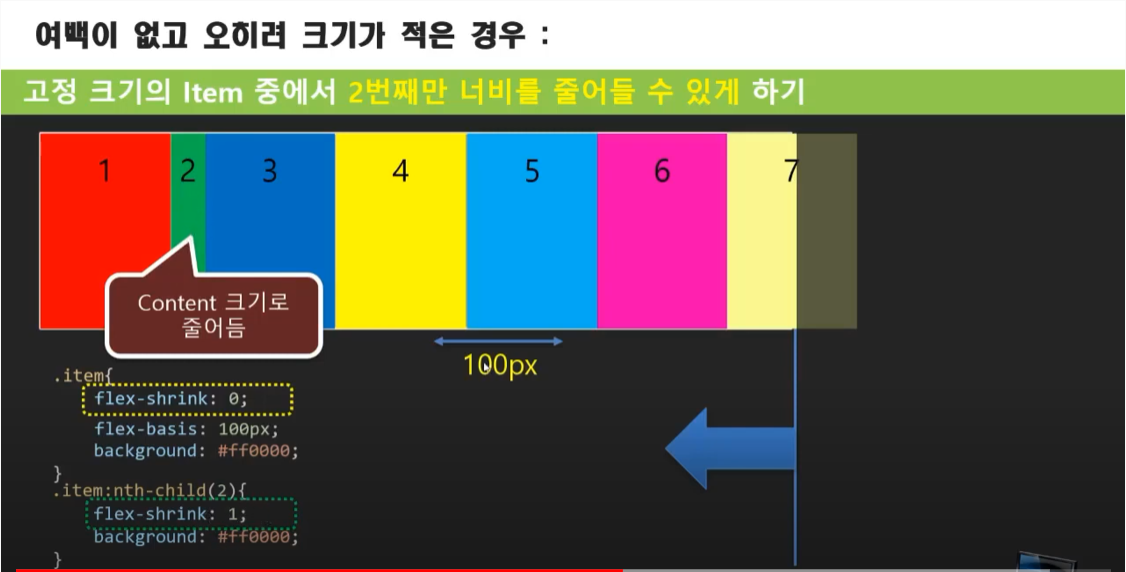 여백이 없고 오히려 크기가 적은 경우 :
고정 크기의 Item 중에서 2번째만 너비를 줄어들 수 있게 하기
1 2 3 4 5 6 7
Content 크기로
줄어듬
100px
.item{
flex-shrink: 0;
flex-basis: 100px;
background: #ff0000;
}
.item:nth-child(2){
flex-shrink: 1;
background: #ff0000;
}